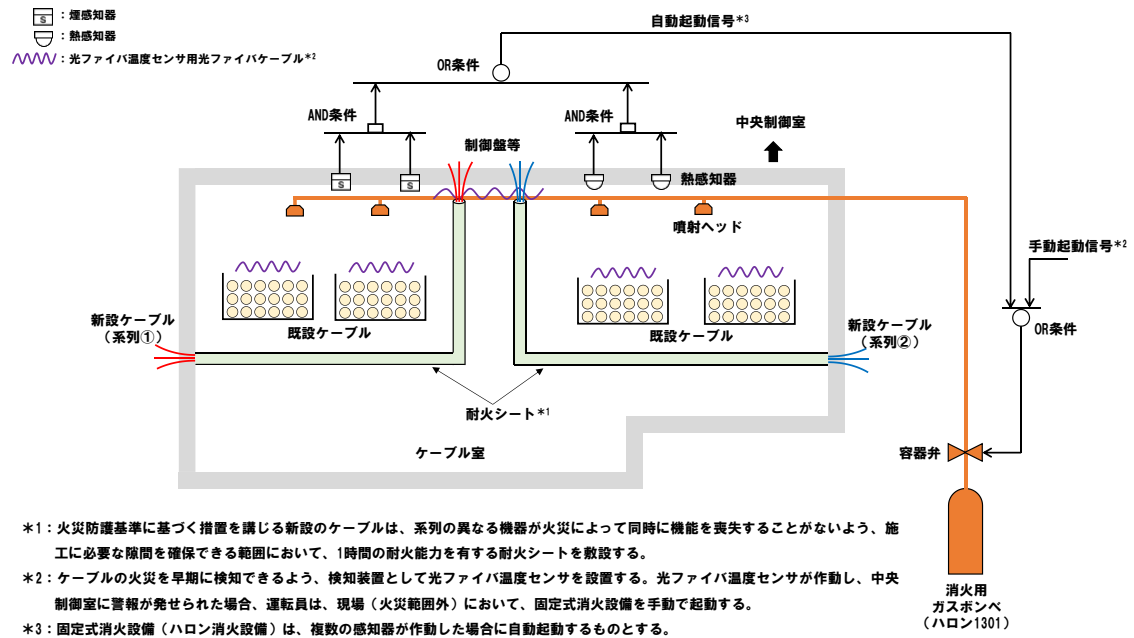 S：煙感知器
：熱感知器
：光ファイバ温度センサ用光ファイバケーブル*2
自動起動信号*3
OR条件
AND条件
AND条件
中央制御室
制御盤等
S
S
熱感知器
噴射ヘッド
手動起動信号*2
新設ケーブル
（系列①）
既設ケーブル
既設ケーブル
新設ケーブル
（系列②）
OR条件
耐火シート*1
ケーブル室
容器弁
消火用
ガスボンベ
（ハロン1301）
*1：火災防護基準に基づく措置を講じる新設のケーブルは、系列の異なる機器が火災によって同時に機能を喪失することがないよう、施
工に必要な隙間を確保できる範囲において、1時間の耐火能力を有する耐火シートを敷設する。
*2：ケーブルの火災を早期に検知できるよう、検知装置として光ファイバ温度センサを設置する。光ファイバ温度センサが作動し、中央
制御室に警報が発せられた場合、運転員は、現場（火災範囲外）において、固定式消火設備を手動で起動する。
*3：固定式消火設備（ハロン消火設備）は、複数の感知器が作動した場合に自動起動するものとする。